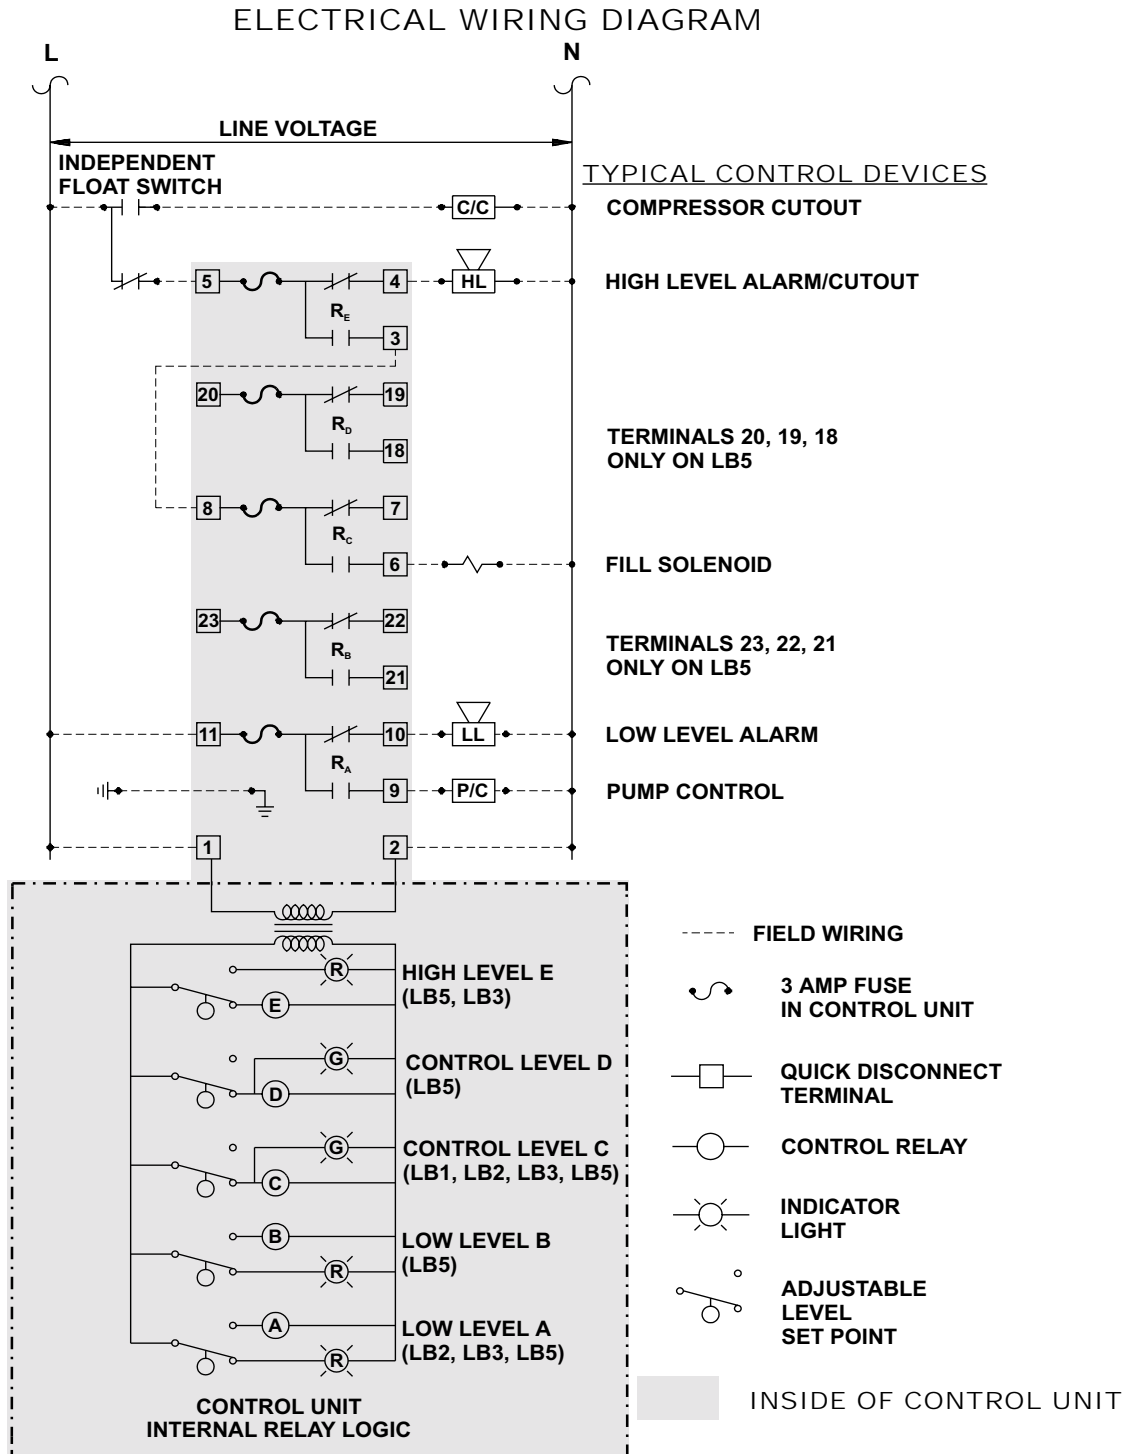 ELECTRICAL WIRING DIAGRAM
L
N
LINE VOLTAGE
INDEPENDENT
FLOAT SWITCH
TYPICAL CONTROL DEVICES
C/C
COMPRESSOR CUTOUT
5
4
HL
HIGH LEVEL ALARM/CUTOUT
RE
3
20
19
RD
18
TERMINALS 20, 19, 18
ONLY ON LB5
8
7
RC
6
FILL SOLENOID
23
22
RB
21
TERMINALS 23, 22, 21
ONLY ON LB5
11
10
LL
LOW LEVEL ALARM
RA
9
P/C
PUMP CONTROL
1
2
R
HIGH LEVEL E
(LB5, LB3)
E
G
CONTROL LEVEL D
(LB5)
D
G
CONTROL LEVEL C
(LB1, LB2, LB3, LB5)
C
B
LOW LEVEL B
(LB5)
R
A
LOW LEVEL A
(LB2, LB3, LB5)
R
CONTROL UNIT
INTERNAL RELAY LOGIC
FIELD WIRING
3 AMP FUSE
IN CONTROL UNIT
QUICK DISCONNECT
TERMINAL
CONTROL RELAY
INDICATOR
LIGHT
ADJUSTABLE
LEVEL
SET POINT
INSIDE OF CONTROL UNIT